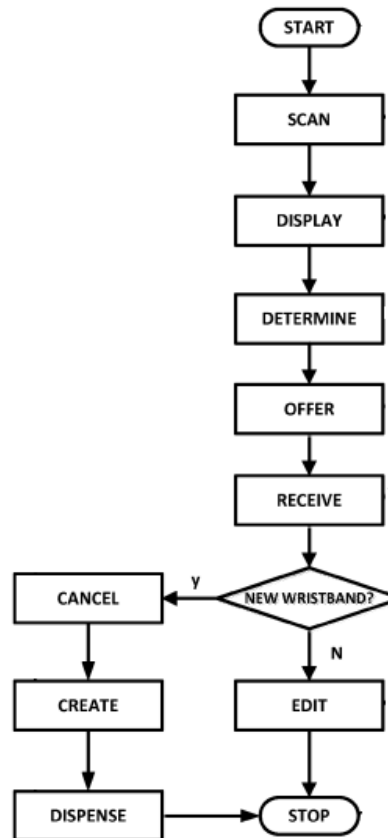 START
SCAN
DISPLAY
DETERMINE
OFFER
RECEIVE
y
CANCEL
NEW WRISTBAND?
N
CREATE
EDIT
DISPENSE
STOP